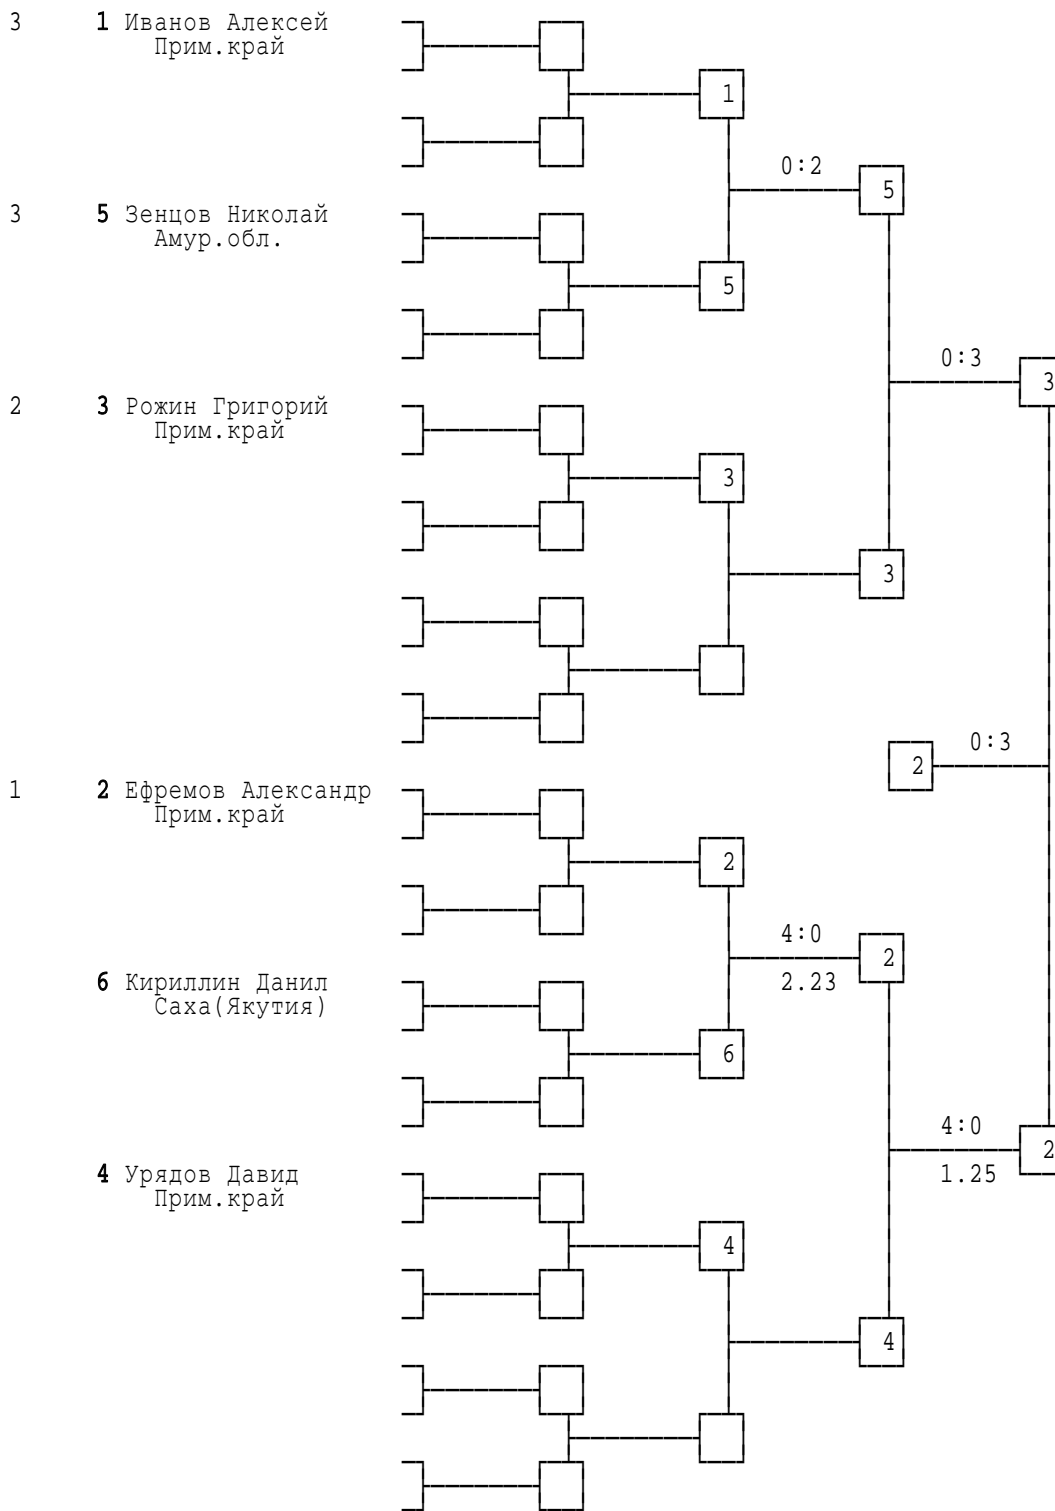 3 1 Иванов Алексей
Прим.край
1
0:2
5
3 5 Зенцов Николай
Амур.обл.
5
0:3
3
2 3 Рожин Григорий
Прим.край
3
3
0:3
2
1 2 Ефремов Александр
Прим.край
2
4:0
2
2.23
6 Кириллин Данил
Саха(Якутия)
6
4:0
2
1.25
4 Урядов Давид
Прим.край
4
4